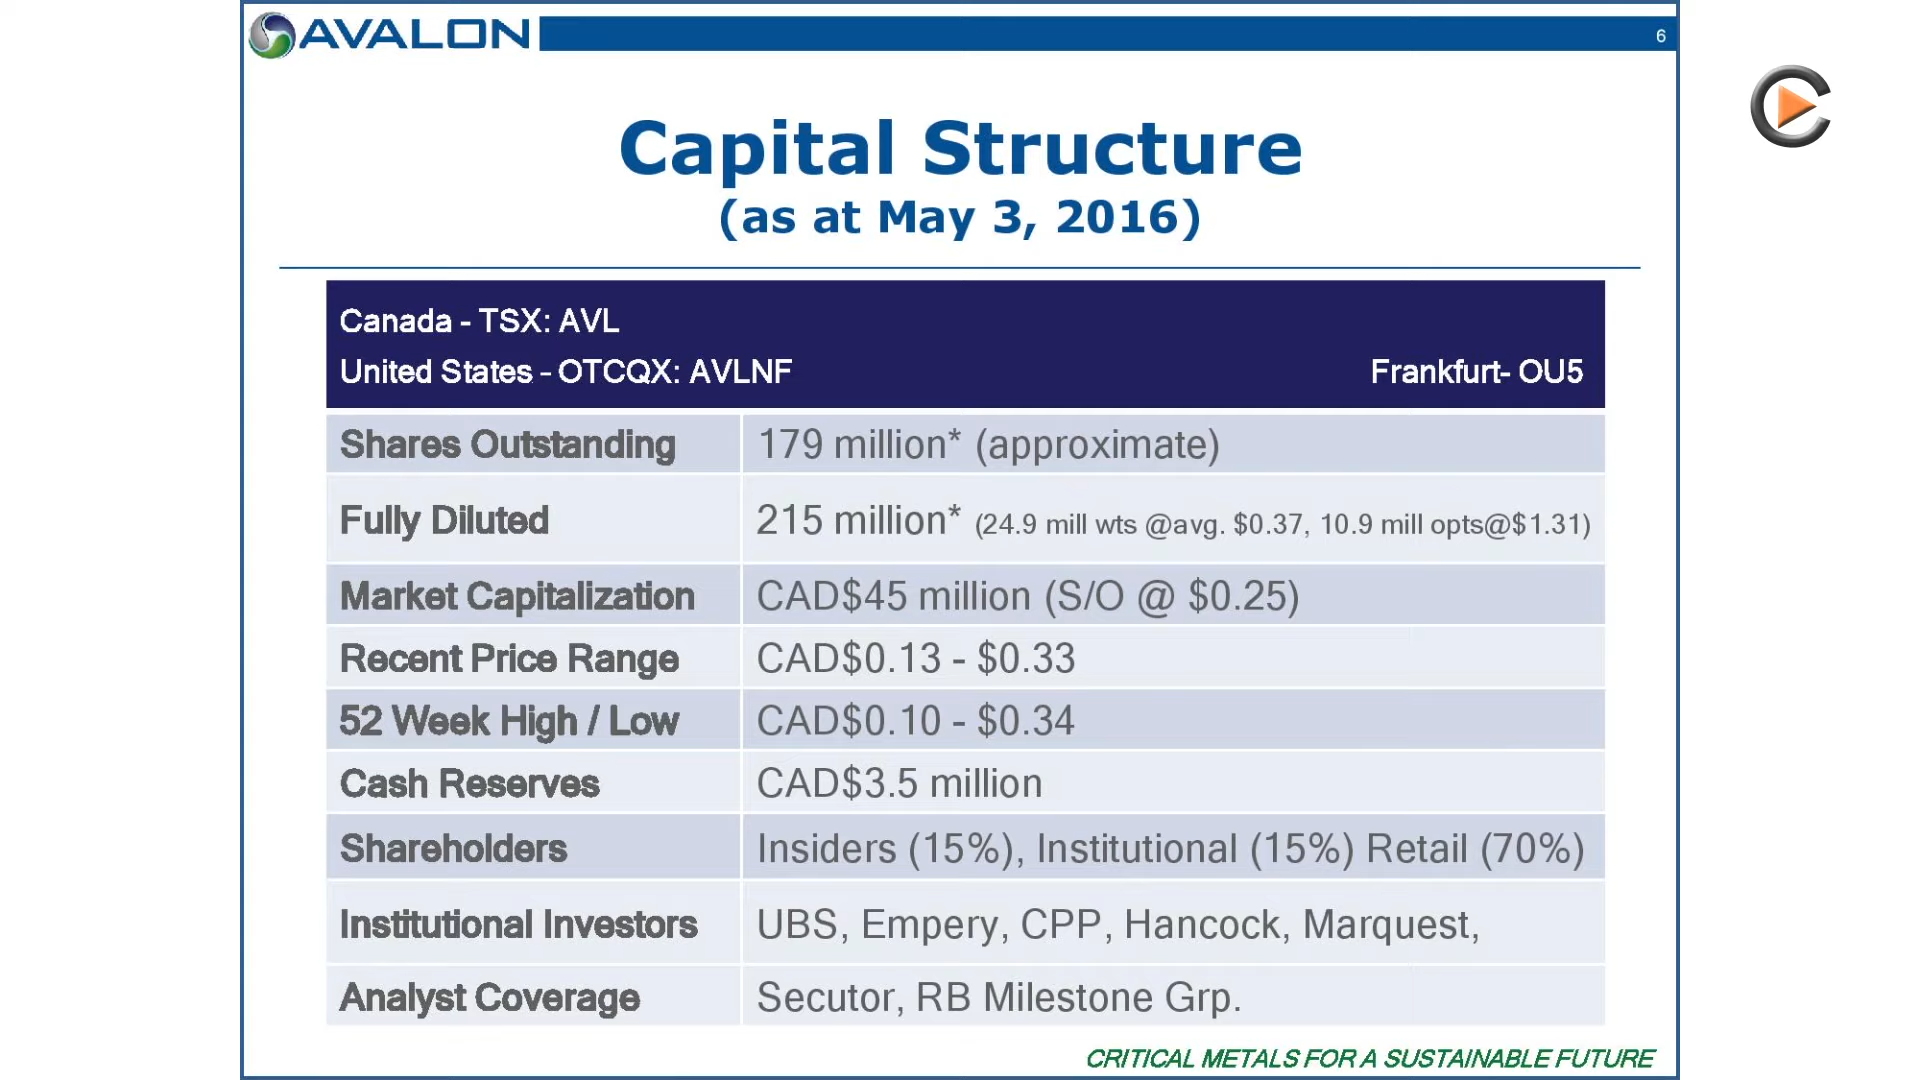 AVALON
6
Capital Structure
(as at May 3, 2016)
Canada - TSX: AVL
United States - OTCQX: AVLNF Frankfurt- OU5
Shares Outstanding 179 million* (approximate)
Fully Diluted 215 million* (24.9 mill wts @avg. $0.37, 10.9 mill opts@$1.31)
Market Capitalization CAD$45 million (S/O @ $0.25)
Recent Price Range CAD$0.13 - $0.33
52 Week High / Low CAD$0.10 - $0.34
Cash Reserves CAD$3.5 million
Shareholders Insiders (15%), Institutional (15%) Retail (70%)
Institutional Investors UBS, Empery, CPP, Hancock, Marquest,
Analyst Coverage Secutor, RB Milestone Grp.
CRITICAL METALS FOR A SUSTAINABLE FUTURE